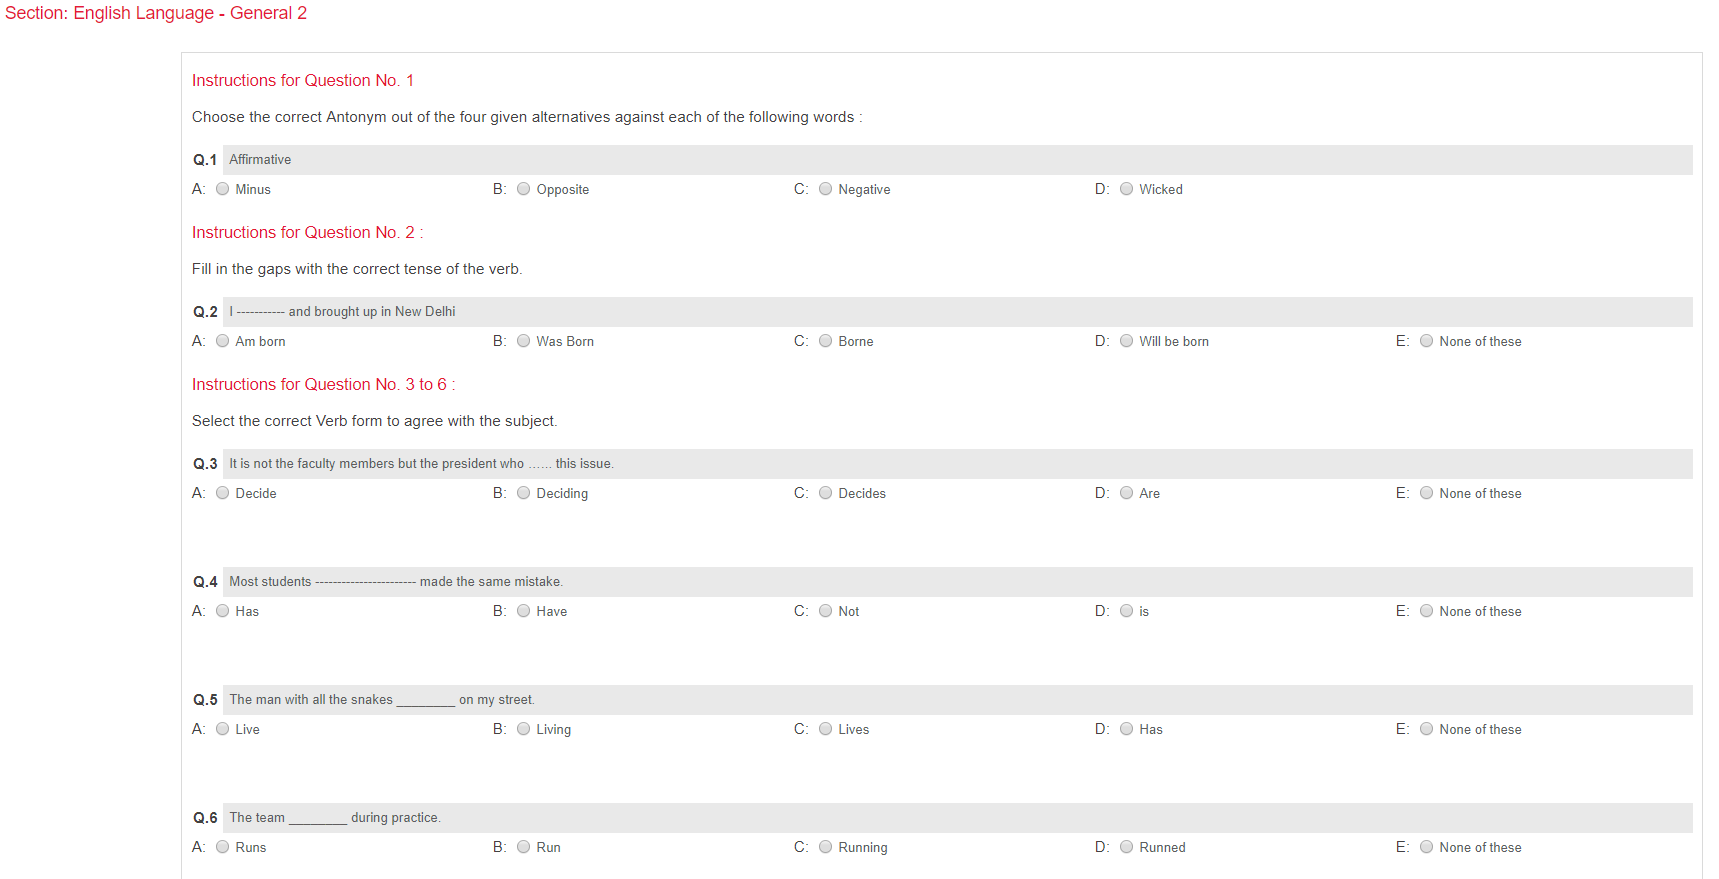 Section: English Language - General 2
Instructions for Question No. 1
Choose the correct Antonym out of the four given alternatives against each of the following words :
Q.1 Affirmative
A: Minus B: Opposite C: Negative D: Wicked
Instructions for Question No. 2 :
Fill in the gaps with the correct tense of the verb.
Q.2 I ----------- and brought up in New Delhi
A: Am born B: Was Born C: Borne D: Will be born E: None of these
Instructions for Question No. 3 to 6 :
Select the correct Verb form to agree with the subject.
Q.3 It is not the faculty members but the president who …… this issue.
A: Decide B: Deciding C: Decides D: Are E: None of these
Q.4 Most students ----------------------- made the same mistake.
A: Has B: Have C: Not D: is E: None of these
Q.5 The man with all the snakes ________ on my street.
A: Live B: Living C: Lives D: Has E: None of these
Q.6 The team ________ during practice.
A: Runs B: Run C: Running D: Runned E: None of these